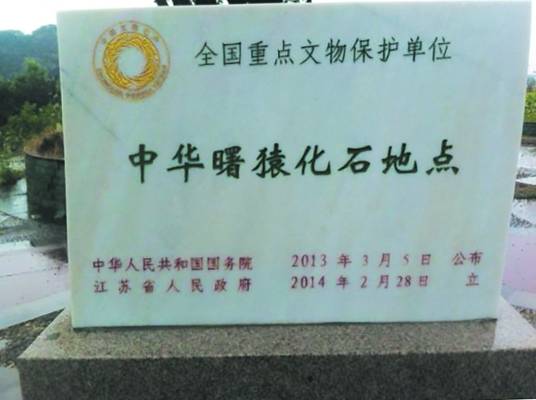 全国重点文物保护单位
中华曙猿化石地点
中华人民共和国国务院 2013年3月5日 公布
江苏省人民政府 2014年2月28日 立